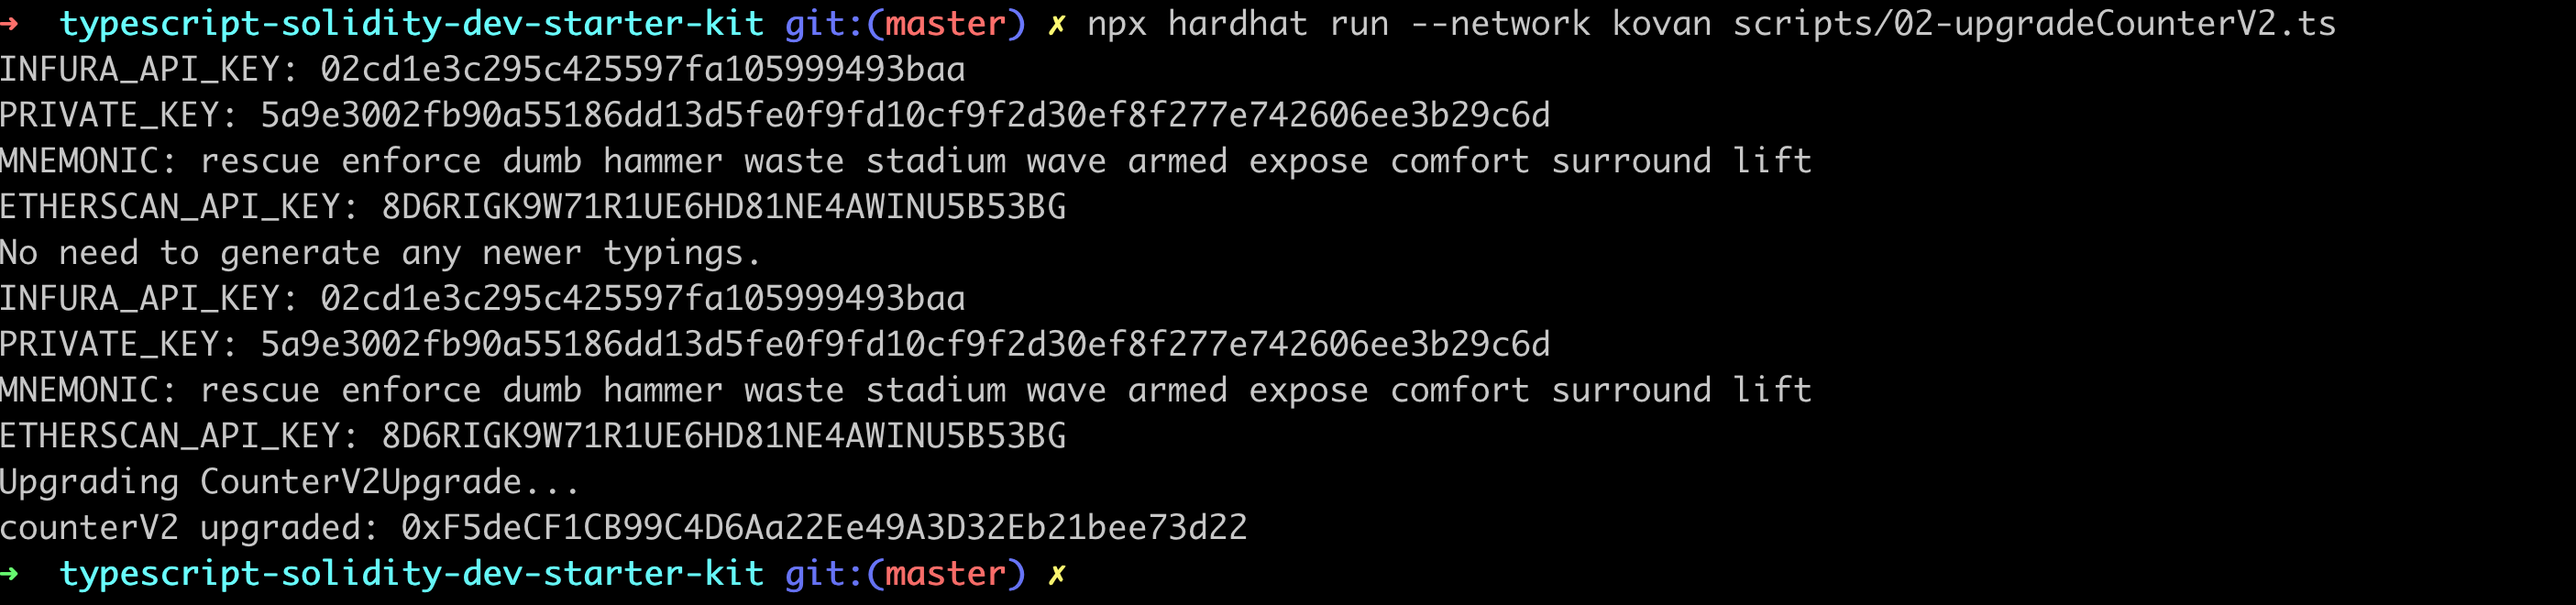 ➜  typescript-solidity-dev-starter-kit git:(master) ✗ npx hardhat run --network kovan scripts/02-upgradeCounterV2.ts
INFURA_API_KEY: 02cd1e3c295c425597fa105999493baa
PRIVATE_KEY: 5a9e3002fb90a55186dd13d5fe0f9fd10cf9f2d30ef8f277e742606ee3b29c6d
MNEMONIC: rescue enforce dumb hammer waste stadium wave armed expose comfort surround lift
ETHERSCAN_API_KEY: 8D6RIGK9W71R1UE6HD81NE4AWINU5B53BG
No need to generate any newer typings.
INFURA_API_KEY: 02cd1e3c295c425597fa105999493baa
PRIVATE_KEY: 5a9e3002fb90a55186dd13d5fe0f9fd10cf9f2d30ef8f277e742606ee3b29c6d
MNEMONIC: rescue enforce dumb hammer waste stadium wave armed expose comfort surround lift
ETHERSCAN_API_KEY: 8D6RIGK9W71R1UE6HD81NE4AWINU5B53BG
Upgrading CounterV2Upgrade...
counterV2 upgraded: 0xF5deCF1CB99C4D6Aa22Ee49A3D32Eb21bee73d22
➜  typescript-solidity-dev-starter-kit git:(master) ✗